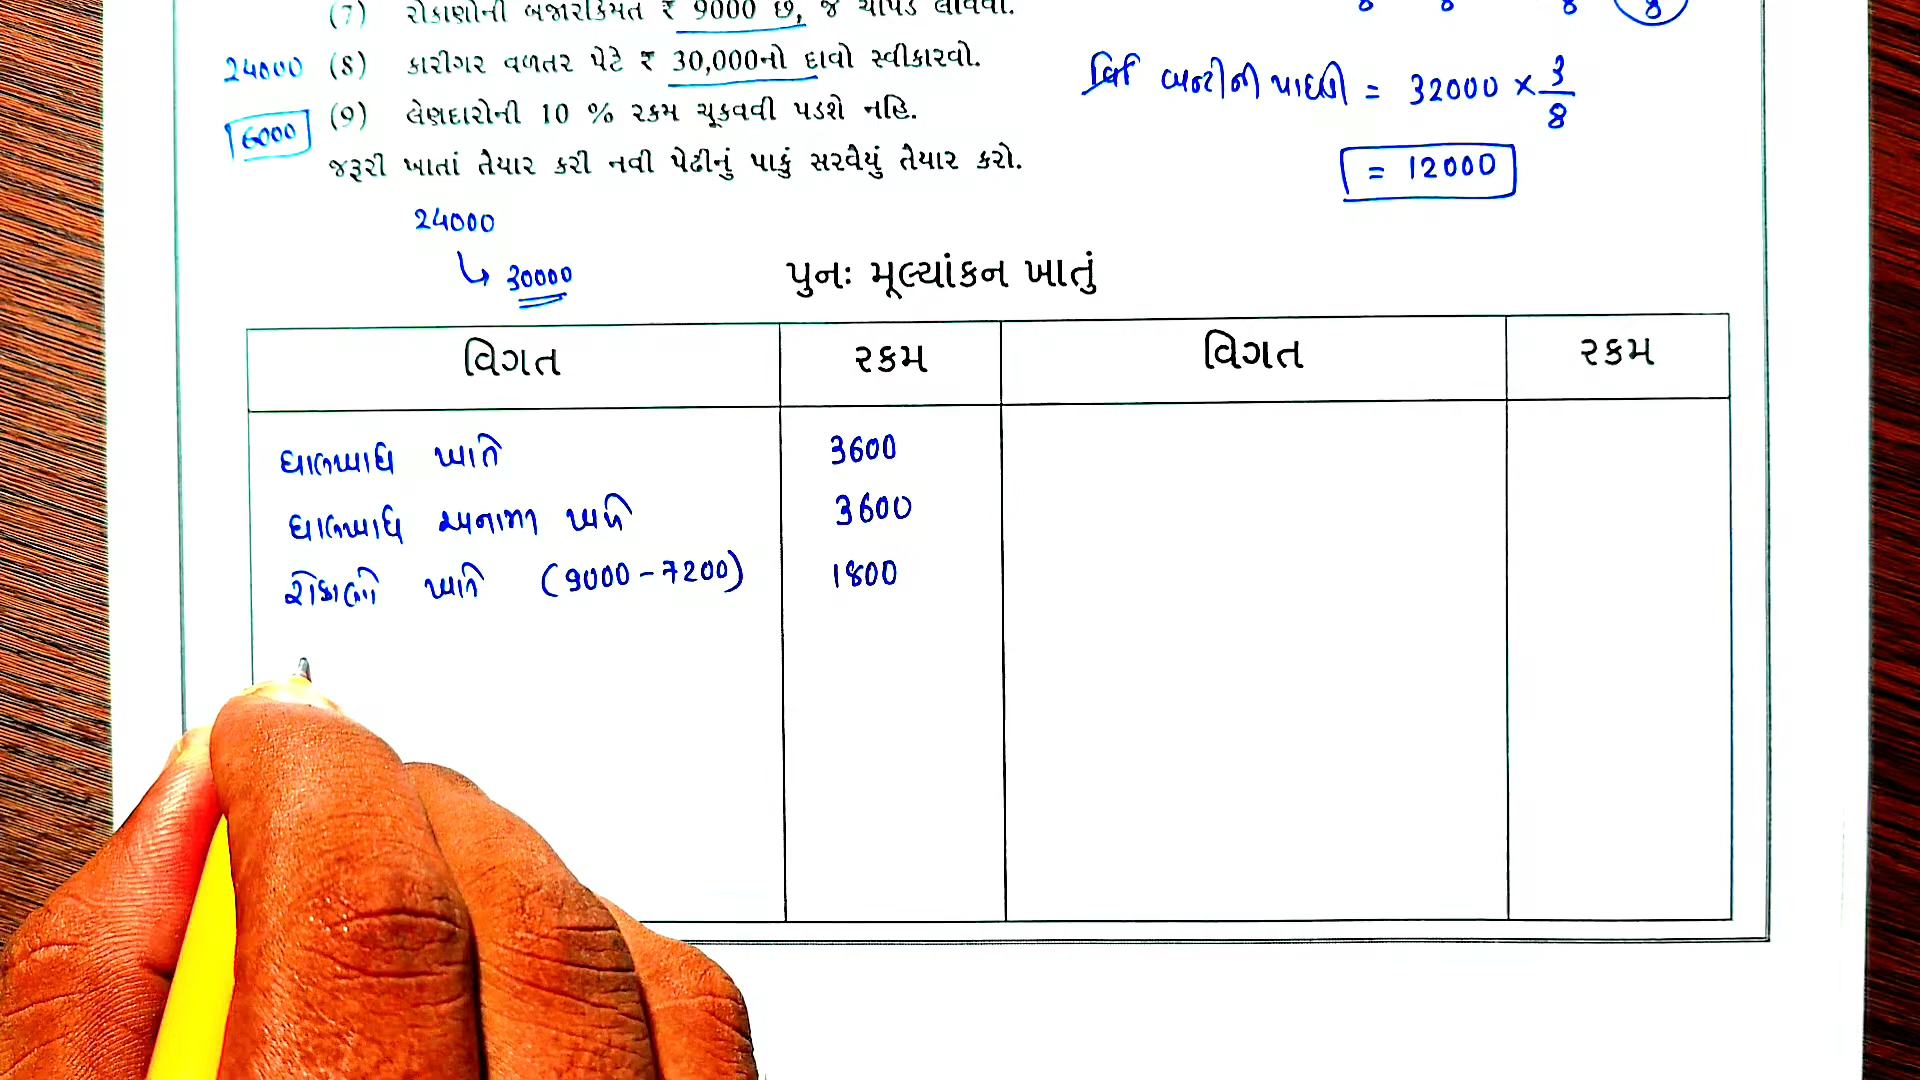 (7) રોકાણોની બજારકિંમત ₹ 9000 છે, જે ચોપડે લાવવી.
24000 (8) કારીગર વળતર પેટે ₹ 30,000નો દાવો સ્વીકારવો.
6000 (9) લેણદારોની 10 % રકમ ચૂકવવી પડશે નહિ.
જરૂરી ખાતાં તૈયાર કરી નવી પેઢીનું પાકું સરવૈયું તૈયાર કરો.
પાઘડી = 32000 × 3/8
= 12000
24000
↳ 30000
પુનઃ મૂલ્યાંકન ખાતું
વિગત રકમ વિગત રકમ
ઘાલખાધ ખાતે 3600
ઘાલખાધ અનામત ખાતે 3600
રોકાણો ખાતે (9000-7200) 1800